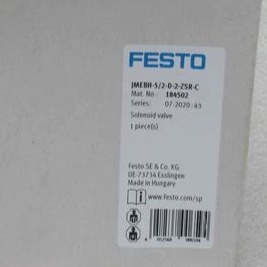 FESTO
JMEBH-5/2-D-2-ZSR-C
Mat. No.: 184502
Series: 07-2020-43
Solenoid valve
1 piece(s)
Festo SE & Co. KG
DE-73734 Esslingen
Made in Hungary
www.festo.com/sp